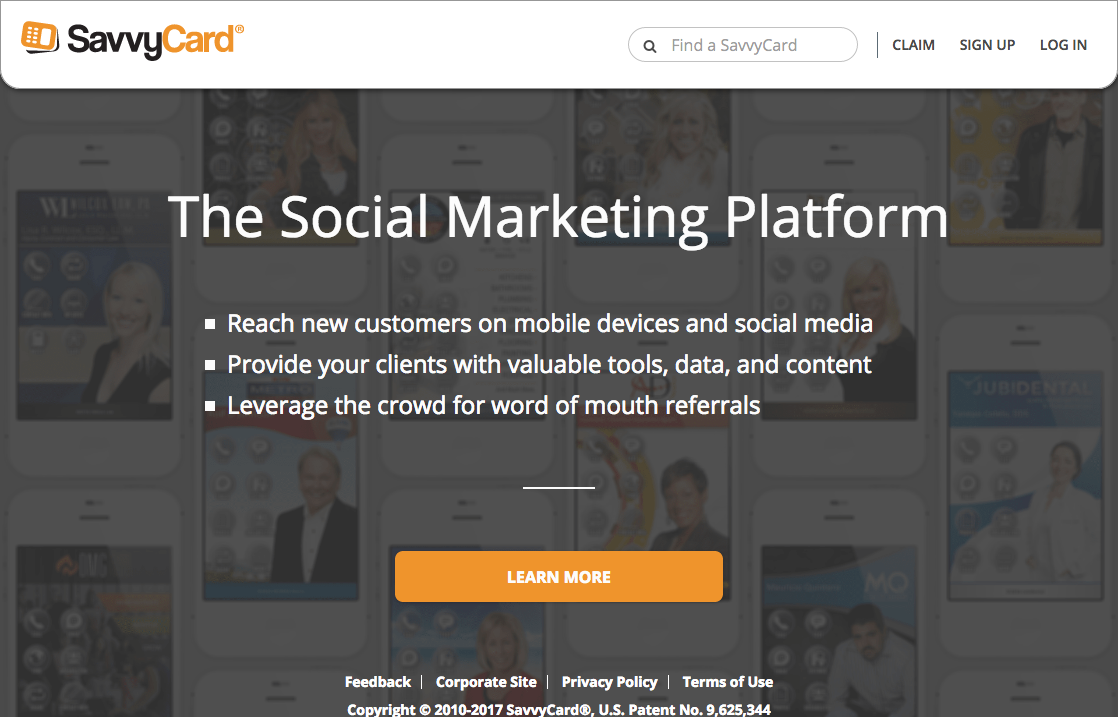 SavvyCard®
Find a SavvyCard
CLAIM
SIGN UP
LOG IN
The Social Marketing Platform
Reach new customers on mobile devices and social media
Provide your clients with valuable tools, data, and content
Leverage the crowd for word of mouth referrals
JUBIDENTAL
MO
LEARN MORE
Feedback | Corporate Site | Privacy Policy | Terms of Use
Copyright © 2010-2017 SavvyCard®, U.S. Patent No. 9,625,344